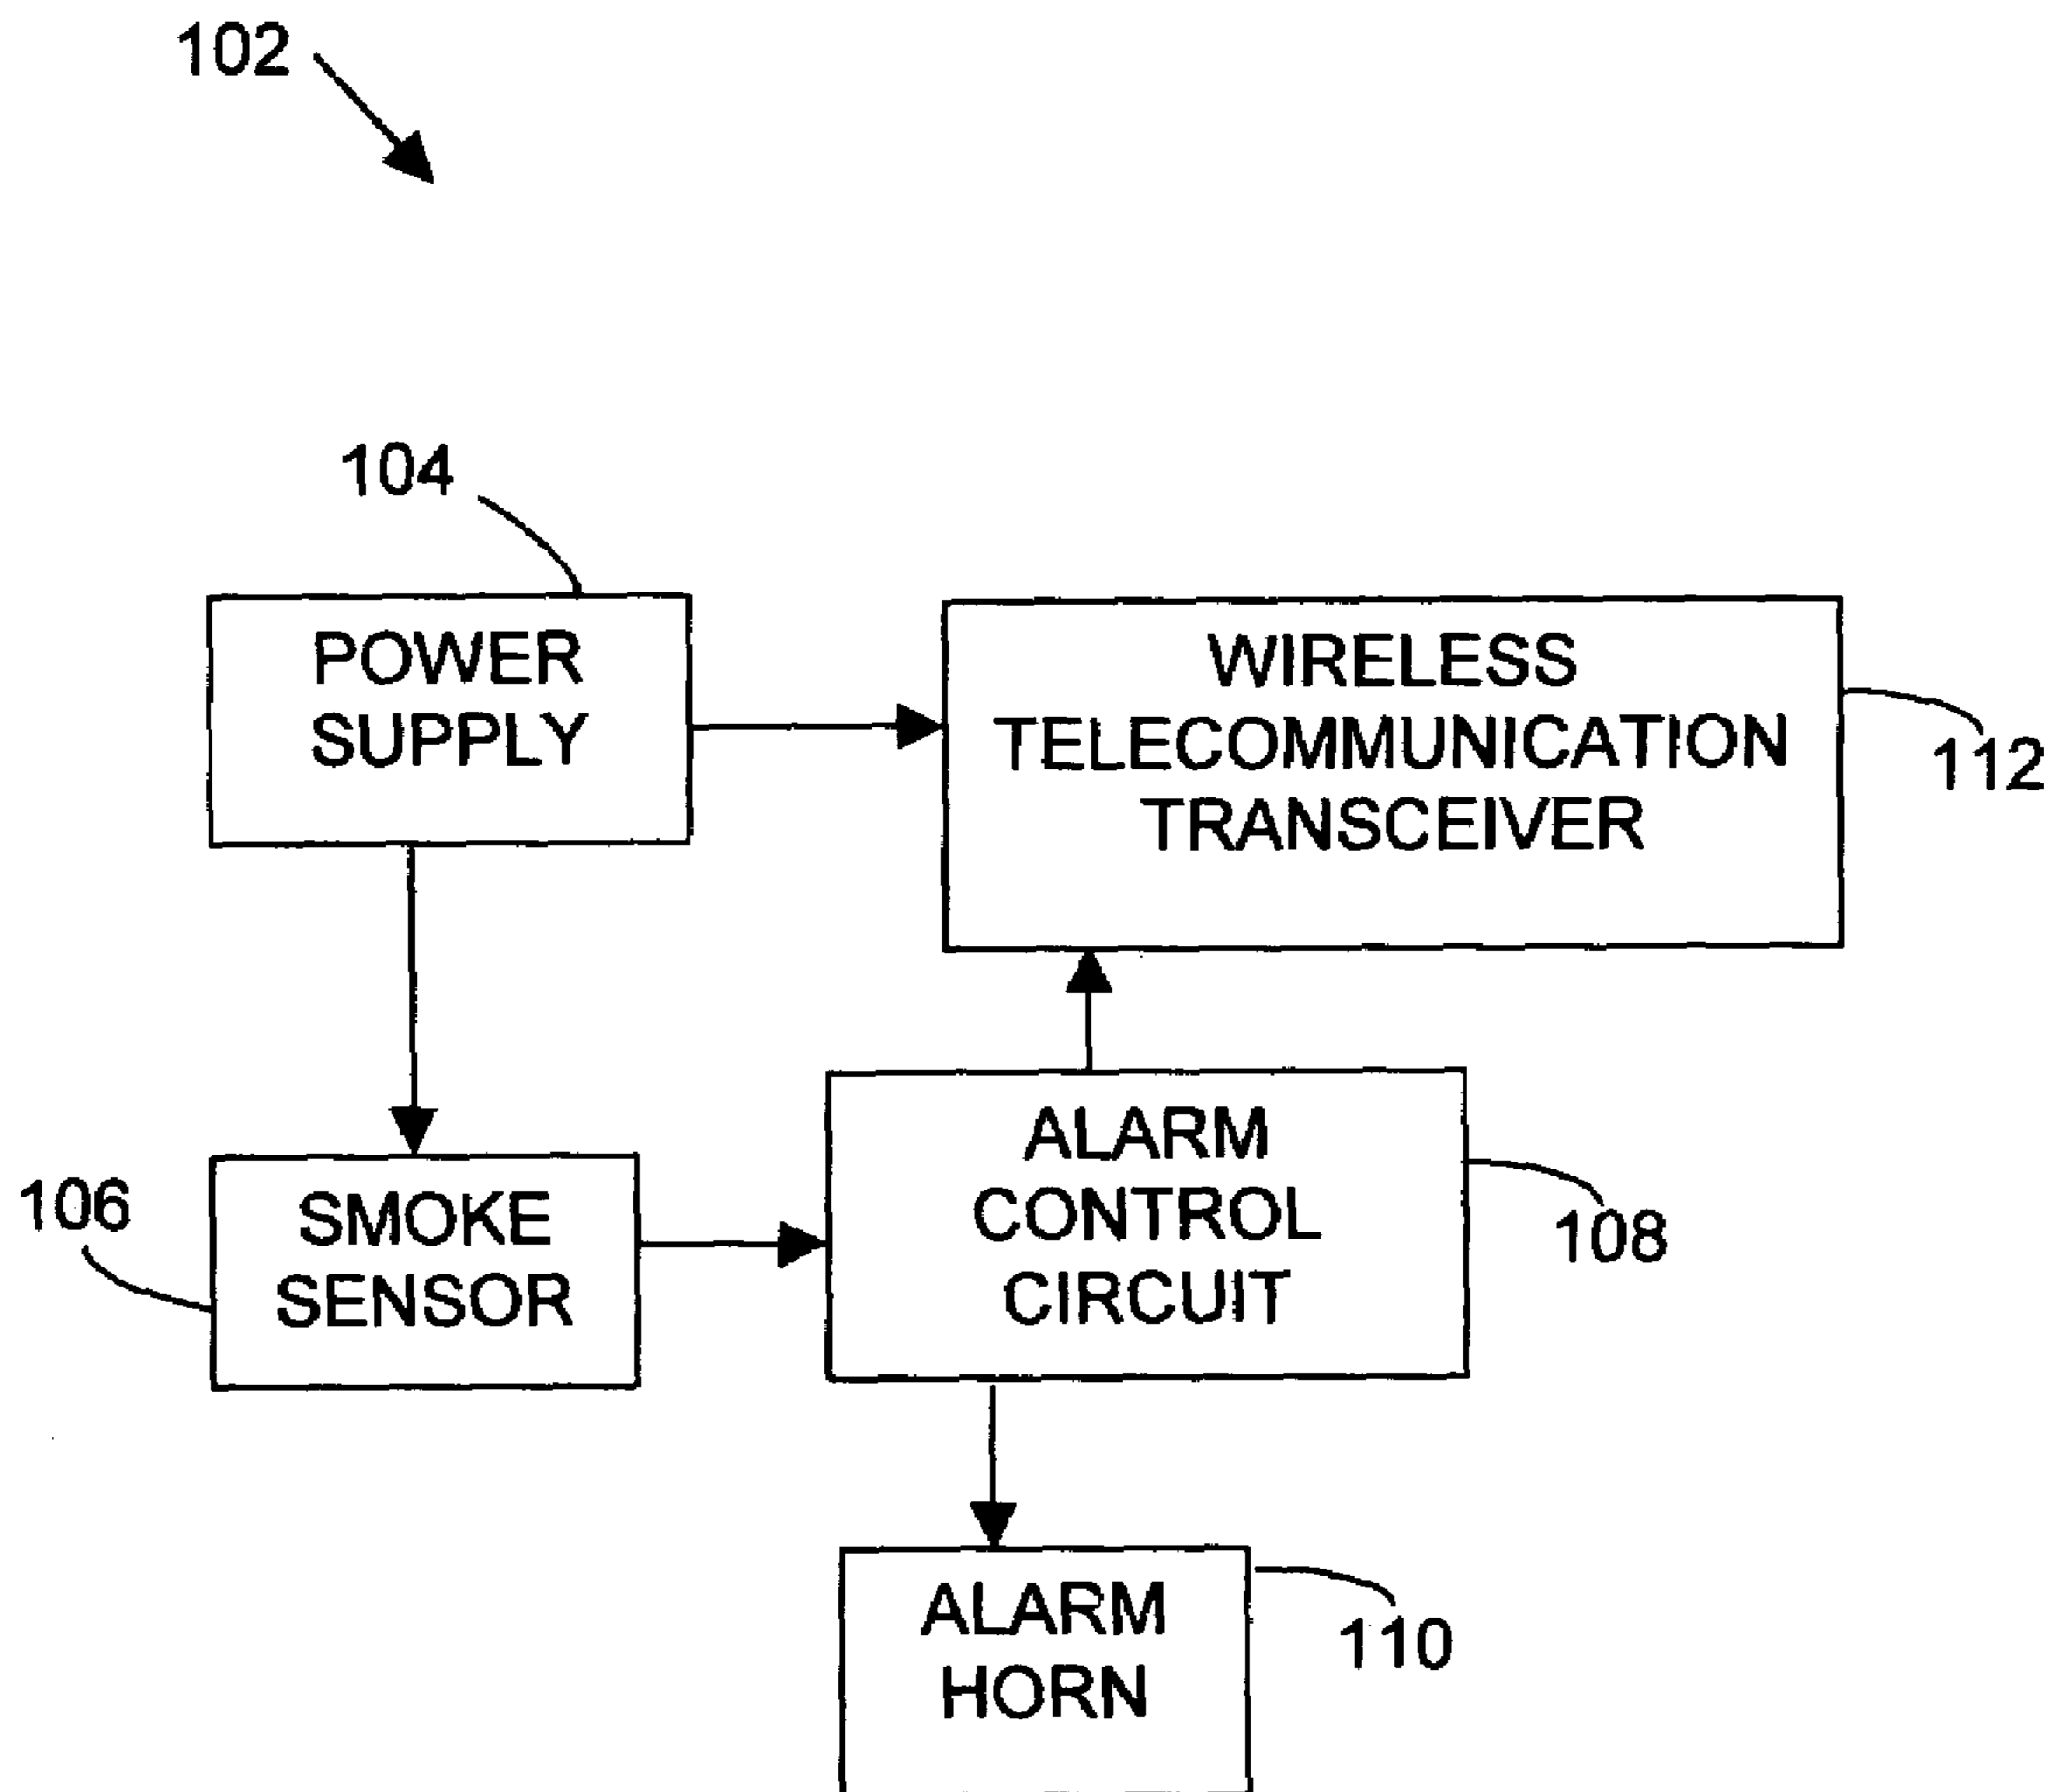 102
104
POWER
SUPPLY
WIRELESS
TELECOMMUNICATION
TRANSCEIVER
112
106
SMOKE
SENSOR
ALARM
CONTROL
CIRCUIT
108
ALARM
HORN
110